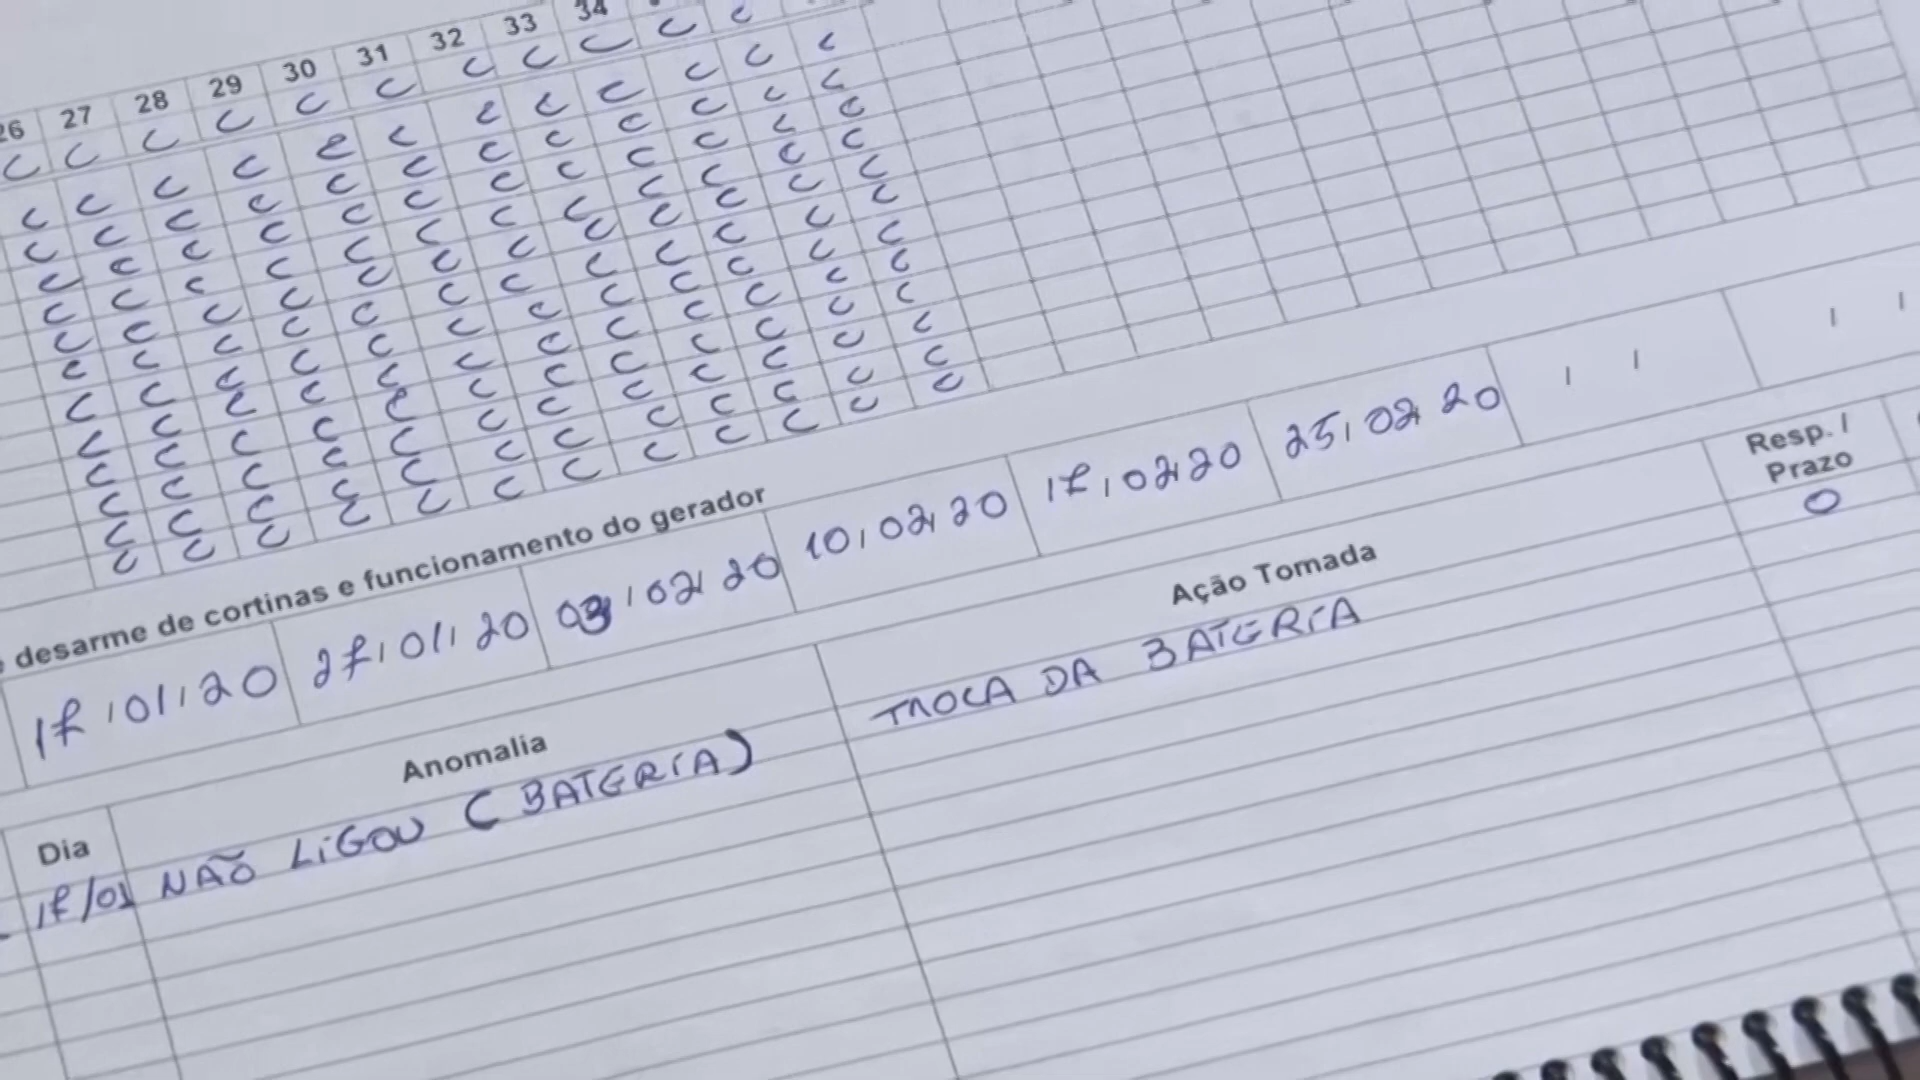 26 27 28 29 30 31 32 33 34
C C C C C C C C C C C
C C C C C C C C C C C C
C C C C C C C C C C C C
C C C C C C C C C C C C
C C C C C C C C C C C C
C C C C C C C C C C C C
C C C C C C C C C C C C
C C C C C C C C C C C C
C C C C C C C C C C C C
C C C C C C C C C C C C
C C C C C C C C C C C C
C C C C C C C C C C C C
desarme de cortinas e funcionamento do gerador
17/01/20 27/01/20 03/02/20 10/02/20 17/02/20 25/02/20 / / / /
Dia Anomalia Ação Tomada Resp. / Prazo
17/01 NÃO LIGOU (BATERIA) TROCA DA BATERIA O